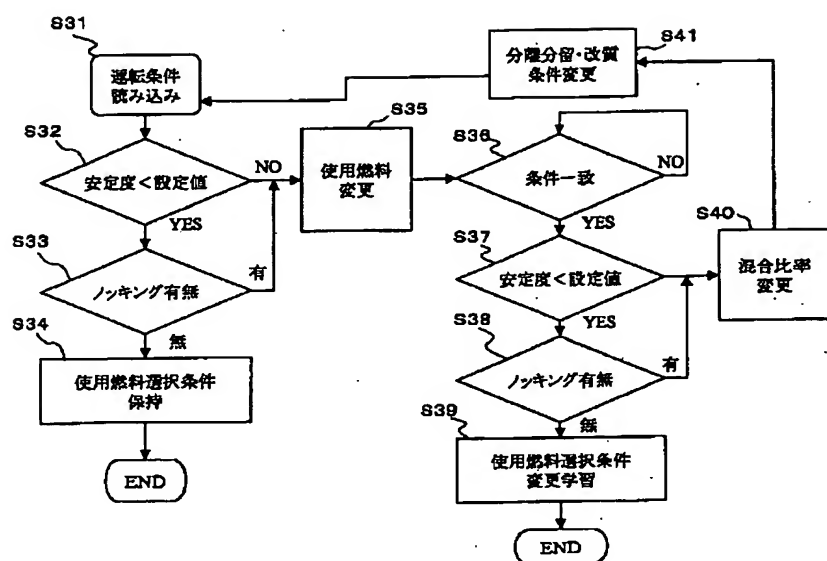 S31
運転条件
読み込み
S32
安定度<設定値
NO
YES
S33
ノッキング有無
有
無
S34
使用燃料選択条件
保持
END
S35
使用燃料
変更
S36
条件一致
NO
YES
S37
安定度<設定値
YES
S38
ノッキング有無
有
無
S39
使用燃料選択条件
変更学習
END
S40
混合比率
変更
S41
分離分留・改質
条件変更